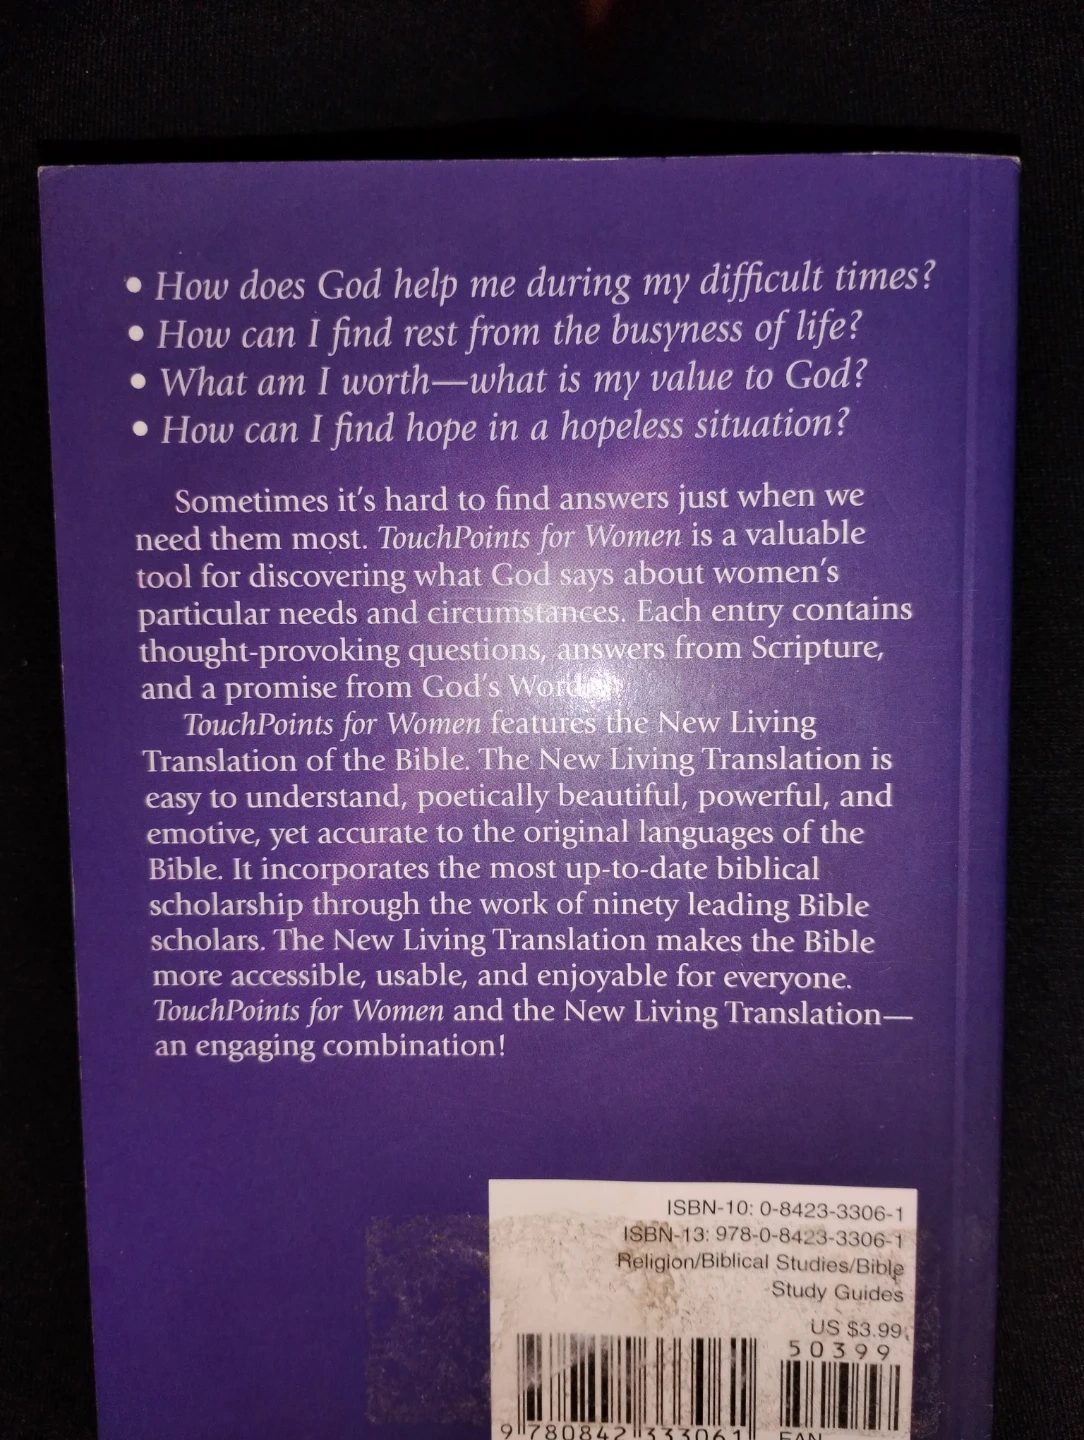 • How does God help me during my difficult times?
• How can I find rest from the busyness of life?
• What am I worth—what is my value to God?
• How can I find hope in a hopeless situation?
Sometimes it's hard to find answers just when we
need them most. TouchPoints for Women is a valuable
tool for discovering what God says about women's
particular needs and circumstances. Each entry contains
thought-provoking questions, answers from Scripture,
and a promise from God's Word.
TouchPoints for Women features the New Living
Translation of the Bible. The New Living Translation is
easy to understand, poetically beautiful, powerful, and
emotive, yet accurate to the original languages of the
Bible. It incorporates the most up-to-date biblical
scholarship through the work of ninety leading Bible
scholars. The New Living Translation makes the Bible
more accessible, usable, and enjoyable for everyone.
TouchPoints for Women and the New Living Translation—
an engaging combination!
ISBN-10: 0-8423-3306-1
ISBN-13: 978-0-8423-3306-1
Religion/Biblical Studies/Bible
Study Guides
US $3.99
50399
9 780842 333061
EAN